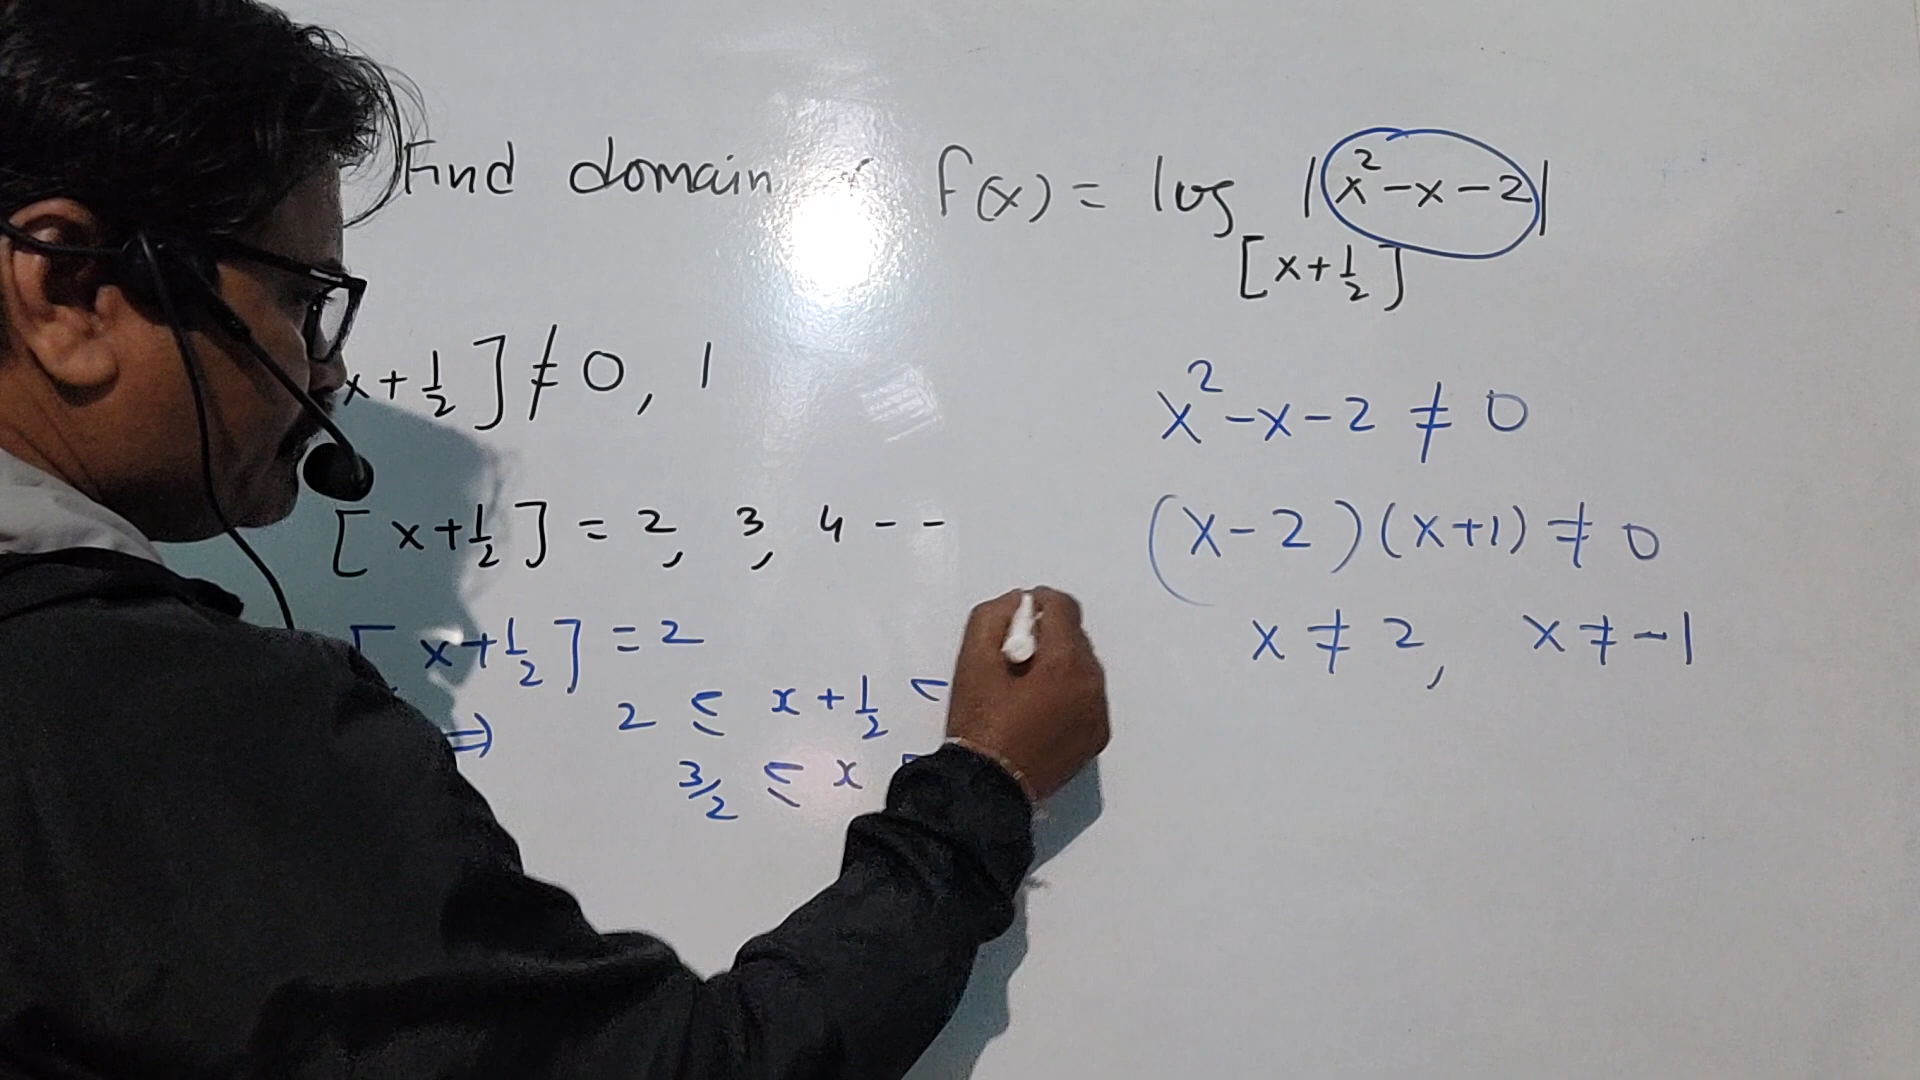 Find domain f(x) = log |x² - x - 2|
[x + 1/2]
x + 1/2] ≠ 0, 1
x² - x - 2 ≠ 0
[x + 1/2] = 2, 3, 4 - -
(x - 2)(x + 1) ≠ 0
[x + 1/2] = 2
x ≠ 2, x ≠ -1
⇒ 2 ≤ x + 1/2
3/2 ≤ x